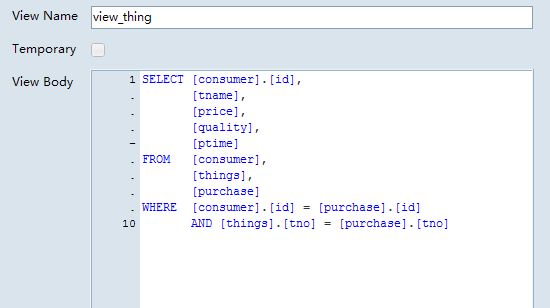 View Name view_thing
Temporary
View Body
1 SELECT [consumer].[id],
. [tname],
. [price],
. [quality],
– [ptime]
. FROM [consumer],
. [things],
. [purchase]
. WHERE [consumer].[id] = [purchase].[id]
10 AND [things].[tno] = [purchase].[tno]